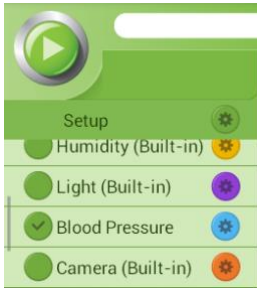 Setup
Humidity (Built-in)
Light (Built-in)
Blood Pressure
Camera (Built-in)